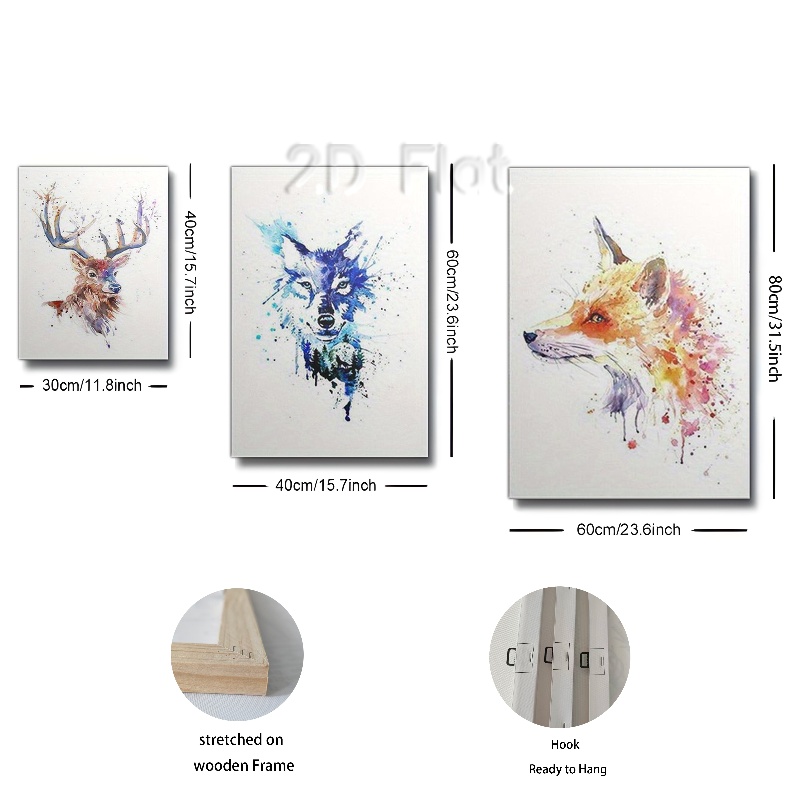 2D Flat
40cm/15.7inch
30cm/11.8inch
60cm/23.6inch
40cm/15.7inch
80cm/31.5inch
60cm/23.6inch
stretched on
wooden Frame
Hook
Ready to Hang